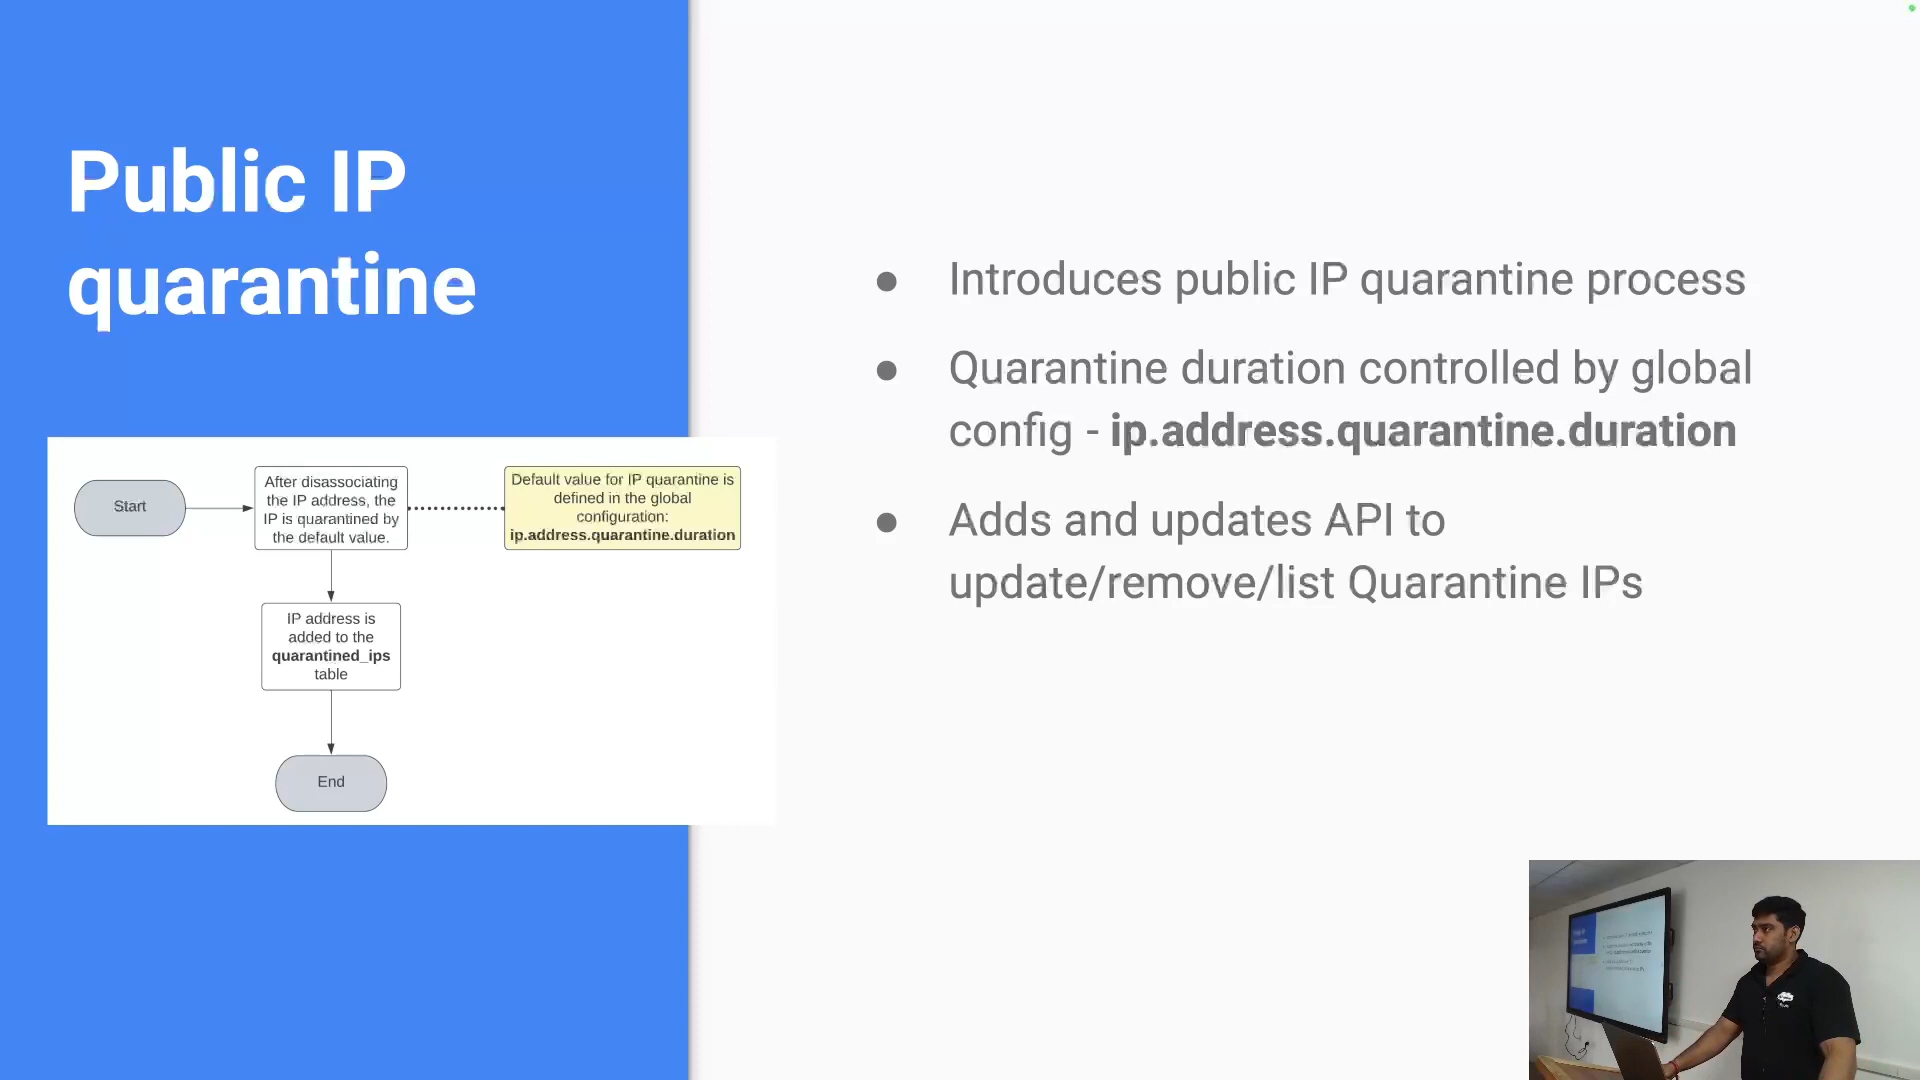 Public IP
quarantine
Start
After disassociating
the IP address, the
IP is quarantined by
the default value.
Default value for IP quarantine is
defined in the global
configuration:
ip.address.quarantine.duration
IP address is
added to the
quarantined_ips
table
End
● Introduces public IP quarantine process
● Quarantine duration controlled by global
config - ip.address.quarantine.duration
● Adds and updates API to
update/remove/list Quarantine IPs